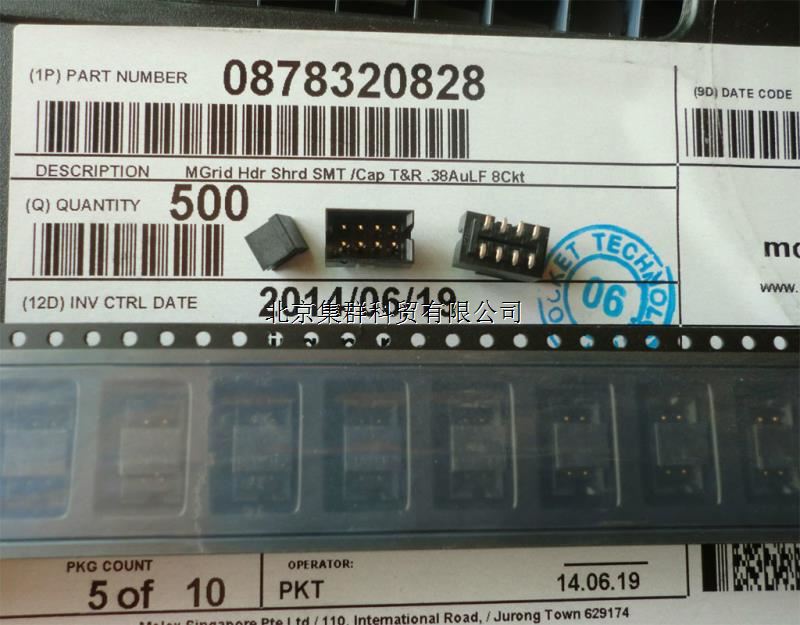 (1P) PART NUMBER 0878320828
(9D) DATE CODE
DESCRIPTION MGrid Hdr Shrd SMT /Cap T&R .38AuLF 8Ckt
(Q) QUANTITY 500
TECHNOL
06
www.
(12D) INV CTRL DATE 2014/06/19
北京集群科贸有限公司
PKG COUNT
5 of 10
OPERATOR:
PKT
14.06.19
Molex Singapore Pte Ltd / 110, International Road, / Jurong Town 629174